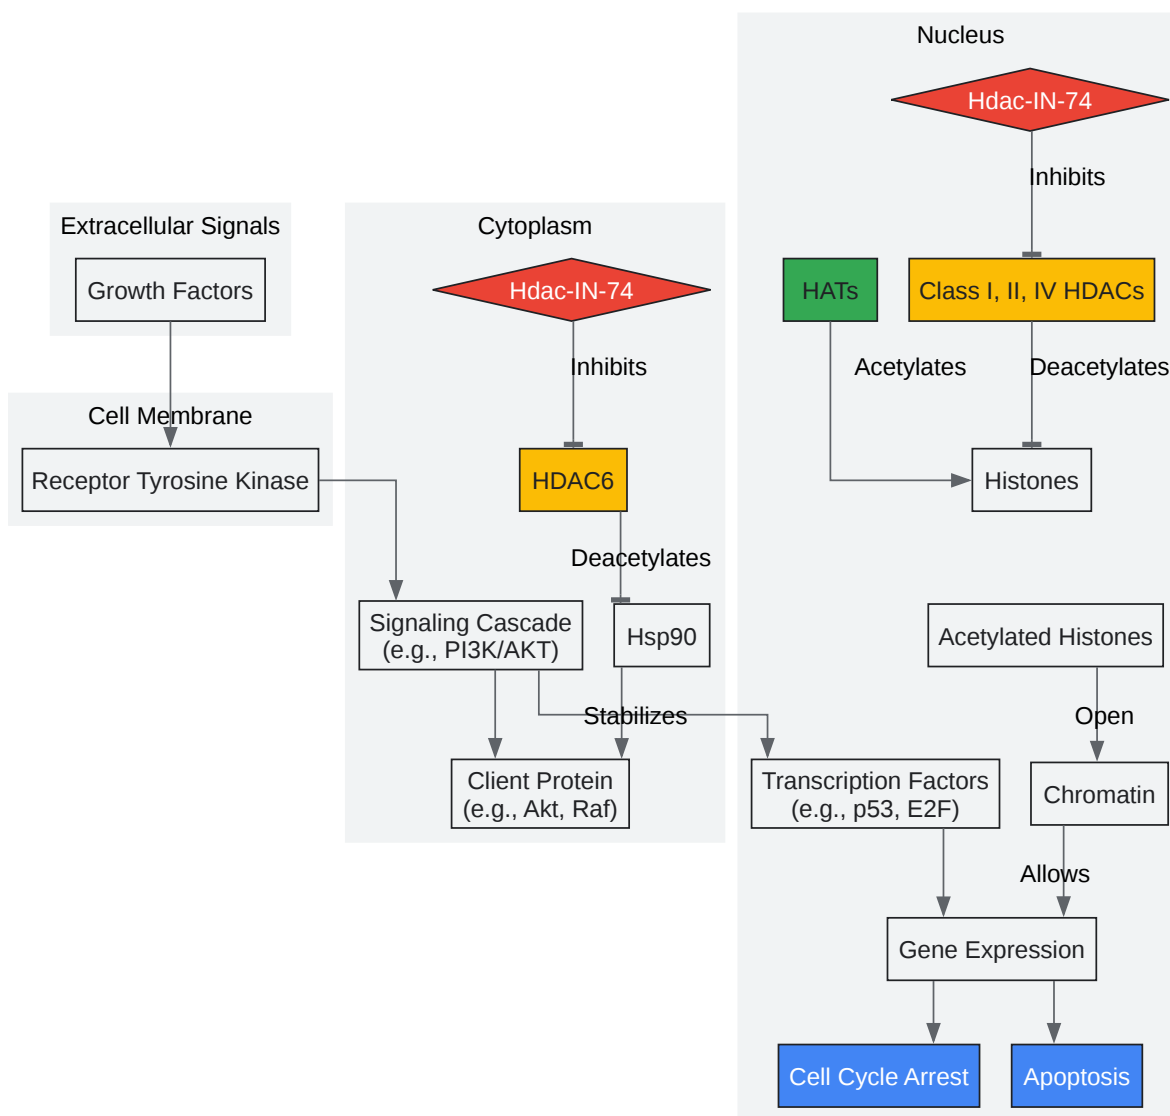 Nucleus
Hdac-IN-74
Inhibits
Extracellular Signals
Cytoplasm
Growth Factors
Hdac-IN-74
HATs
Class I, II, IV HDACs
Inhibits
Acetylates
Deacetylates
Cell Membrane
Receptor Tyrosine Kinase
HDAC6
Histones
Deacetylates
Signaling Cascade
(e.g., PI3K/AKT)
Hsp90
Acetylated Histones
Stabilizes
Open
Client Protein
(e.g., Akt, Raf)
Transcription Factors
(e.g., p53, E2F)
Chromatin
Allows
Gene Expression
Cell Cycle Arrest
Apoptosis